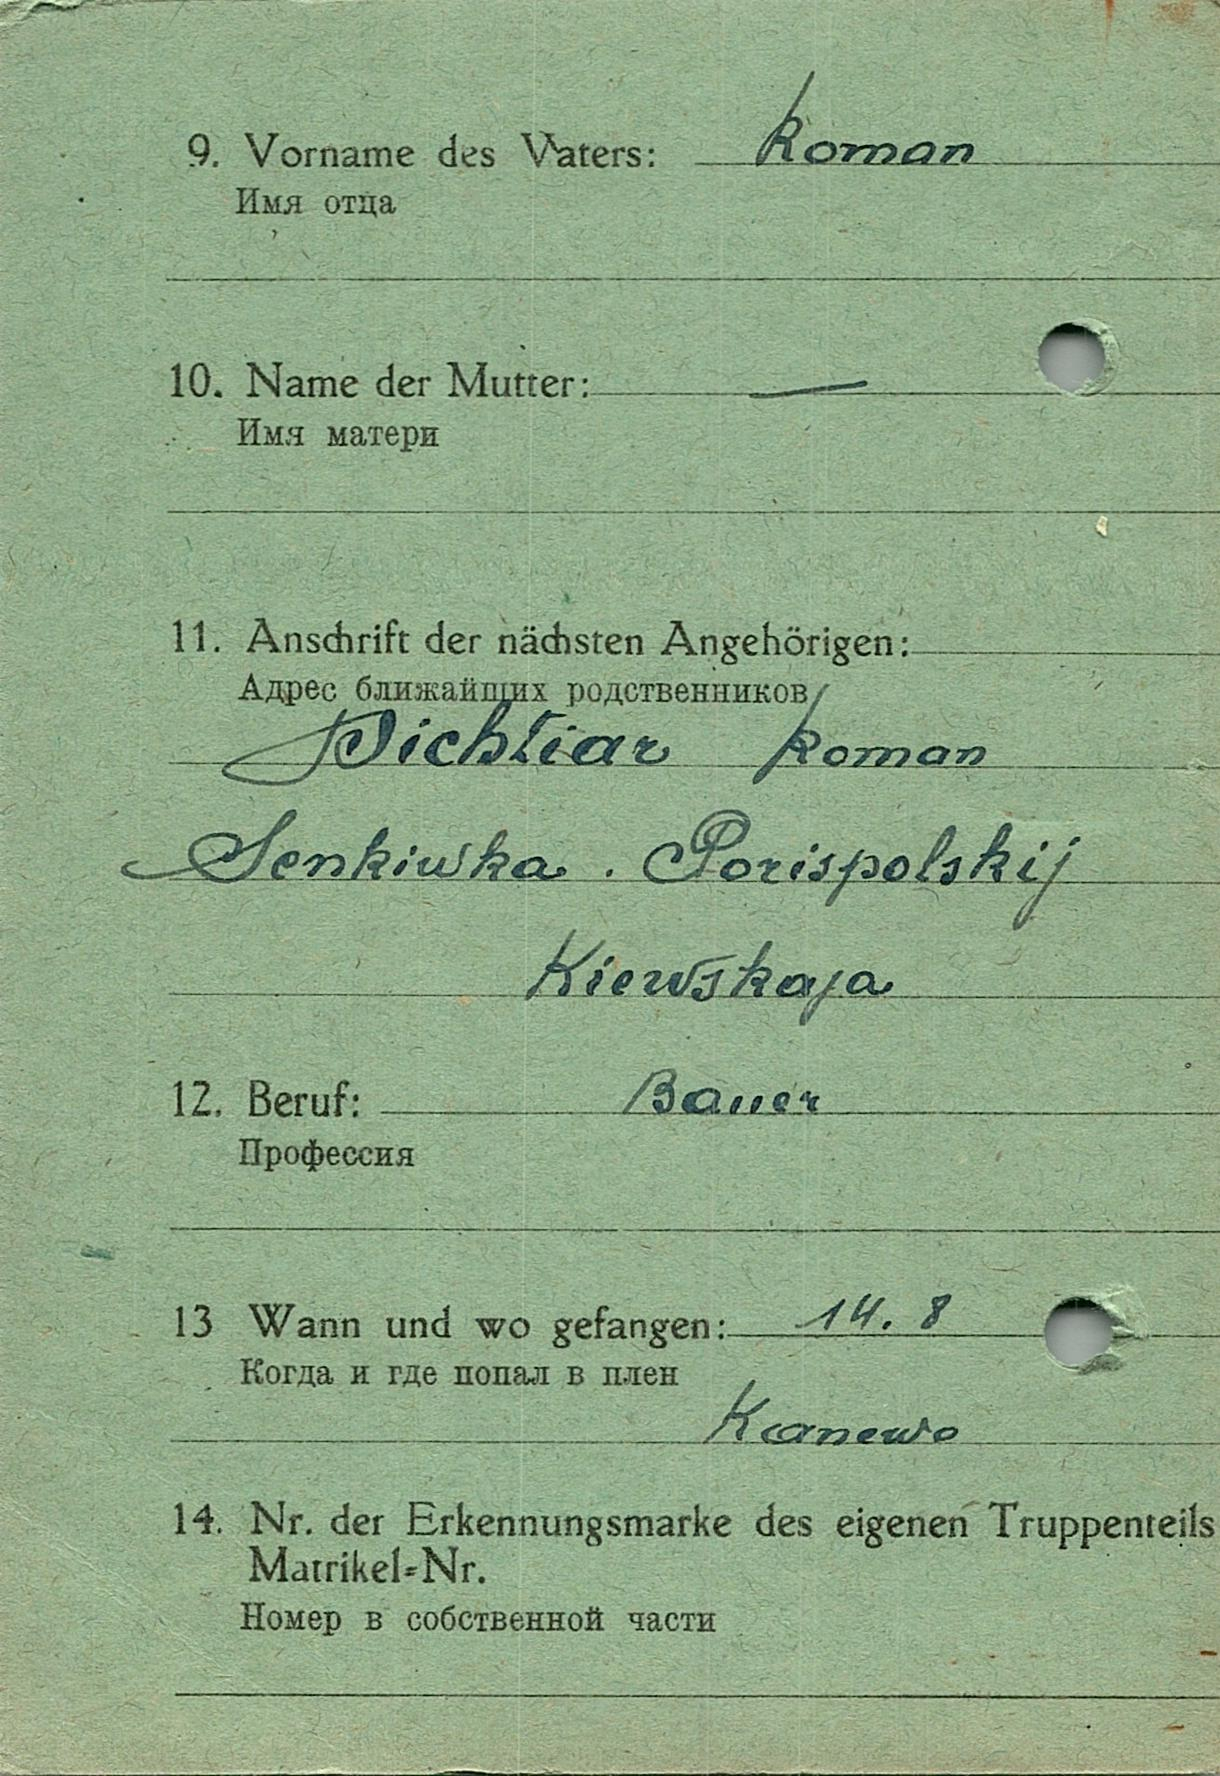 9. Vorname des Vaters: Roman
Имя отца
10. Name der Mutter: —
Имя матери
11. Anschrift der nächsten Angehörigen:
Адрес ближайших родственников
Dichtiar Roman
Senkiwka. Porispolskij
Kiewskaja
12. Beruf: Bauer
Профессия
13 Wann und wo gefangen: 14. 8
Когда и где попал в плен
Kanewo
14. Nr. der Erkennungsmarke des eigenen Truppenteils
Matrikel-Nr.
Номер в собственной части